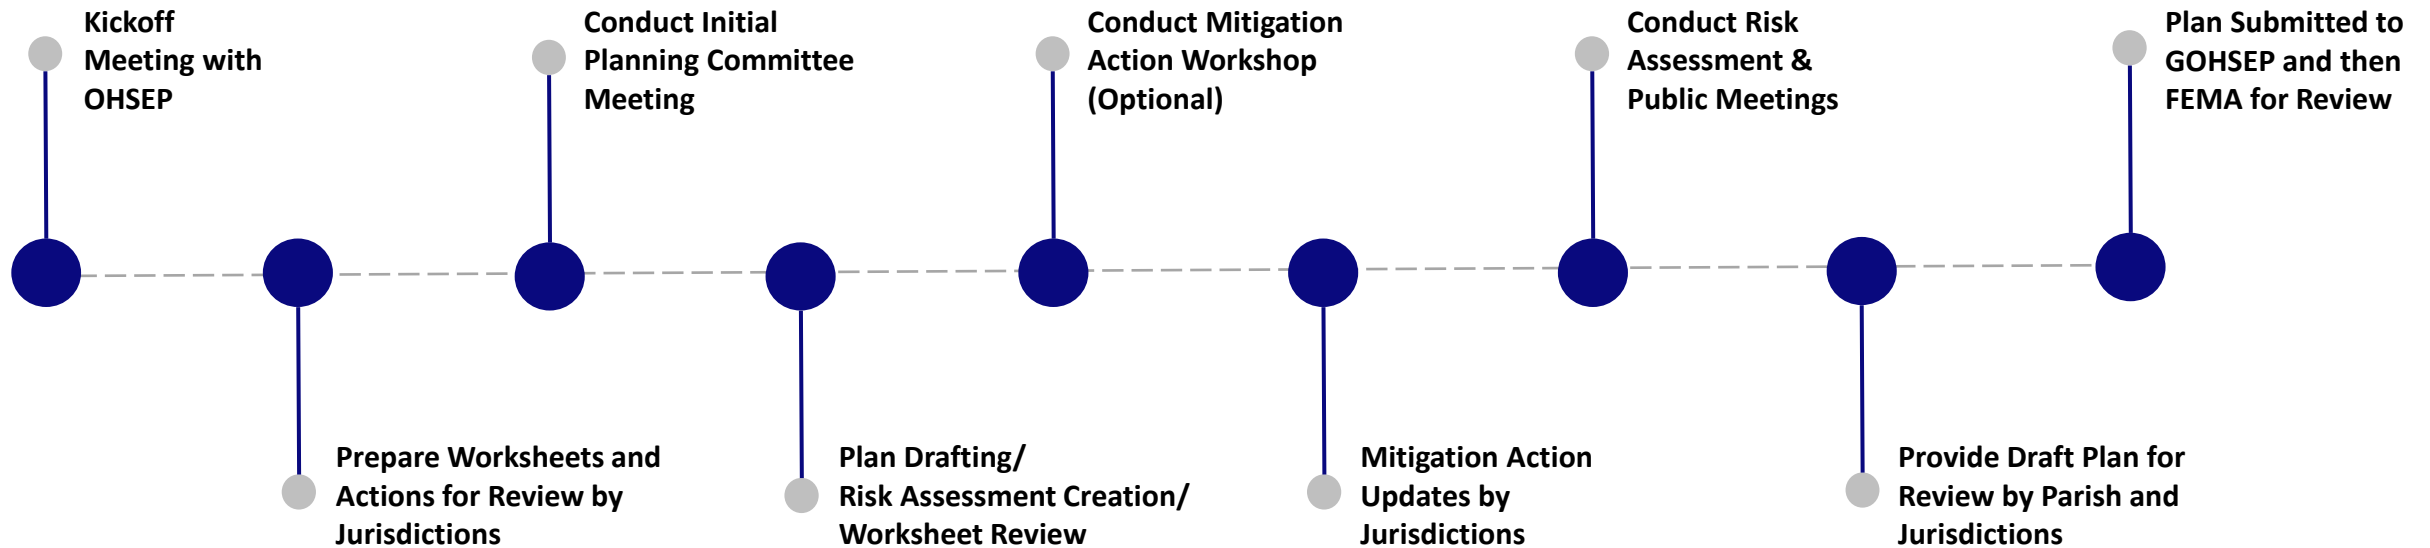 Kickoff
Meeting with
OHSEP
Prepare Worksheets and
Actions for Review by
Jurisdictions
Conduct Initial
Planning Committee
Meeting
Plan Drafting/
Risk Assessment Creation/
Worksheet Review
Conduct Mitigation
Action Workshop
(Optional)
Mitigation Action
Updates by
Jurisdictions
Conduct Risk
Assessment &
Public Meetings
Provide Draft Plan for
Review by Parish and
Jurisdictions
Plan Submitted to
GOHSEP and then
FEMA for Review